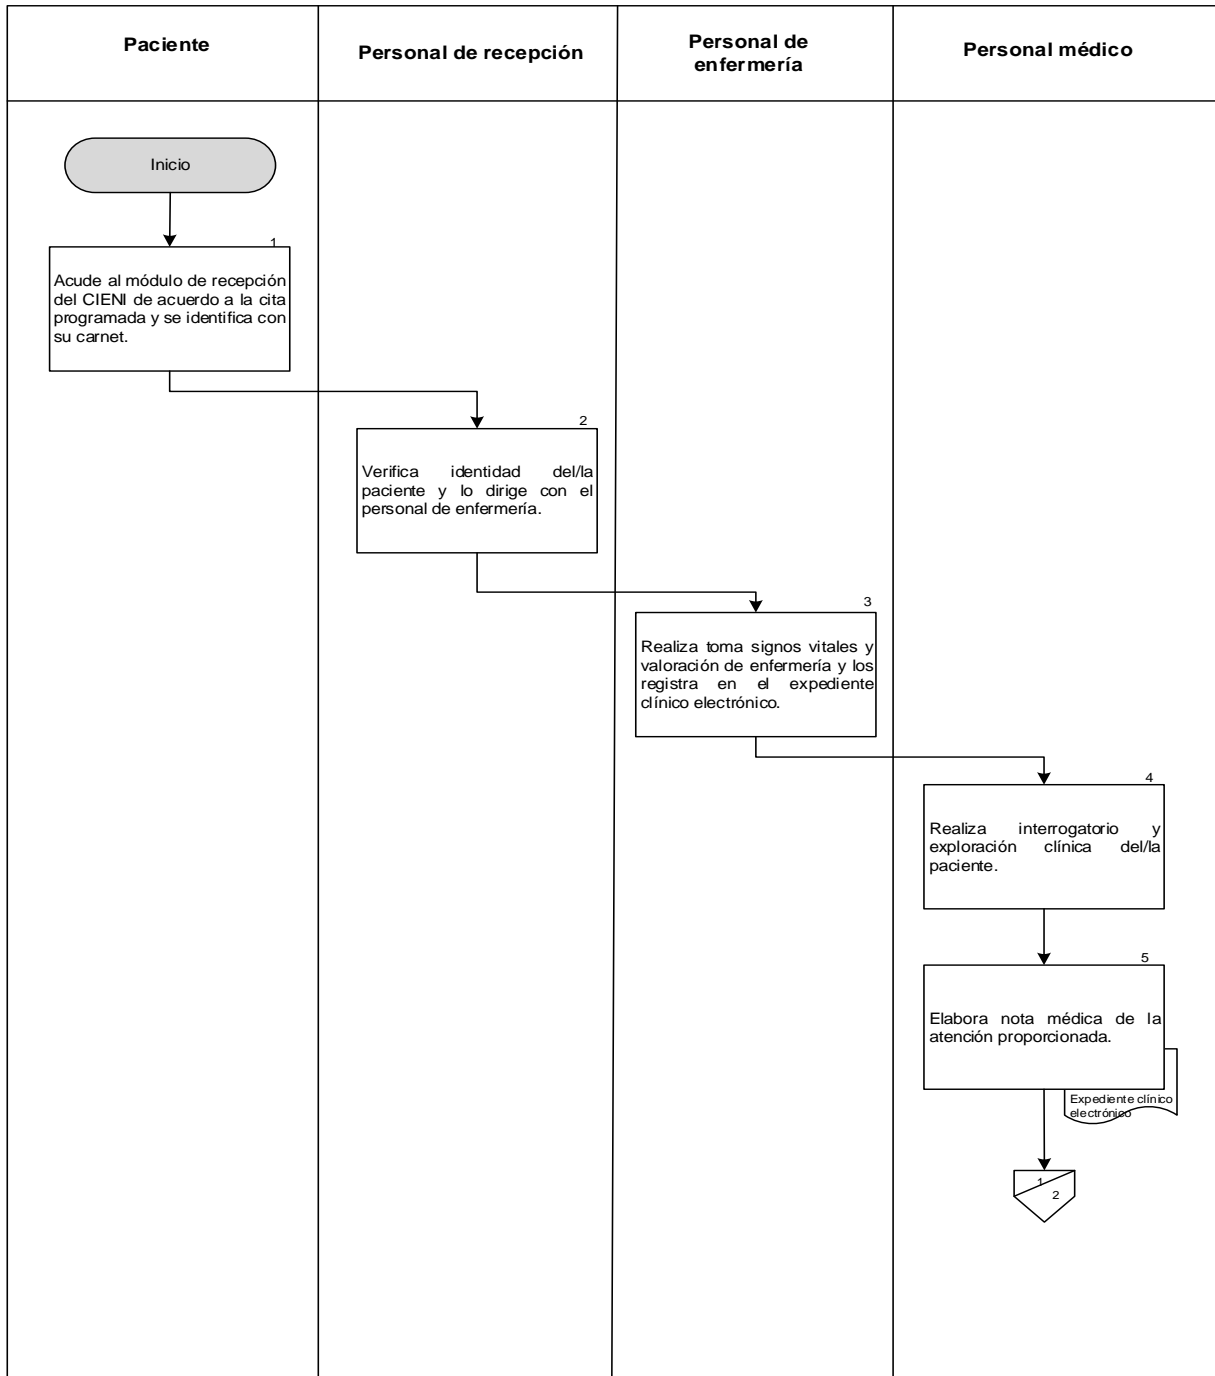 Paciente
Personal de recepción
Personal de
enfermería
Personal médico
Inicio
1
Acude al módulo de recepción
del CIENI de acuerdo a la cita
programada y se identifica con
su carnet.
2
Verifica identidad del/la
paciente y lo dirige con el
personal de enfermería.
3
Realiza toma signos vitales y
valoración de enfermería y los
registra en el expediente
clínico electrónico.
4
Realiza interrogatorio y
exploración clínica del/la
paciente.
5
Elabora nota médica de la
atención proporcionada.
Expediente clínico
electrónico
1
2